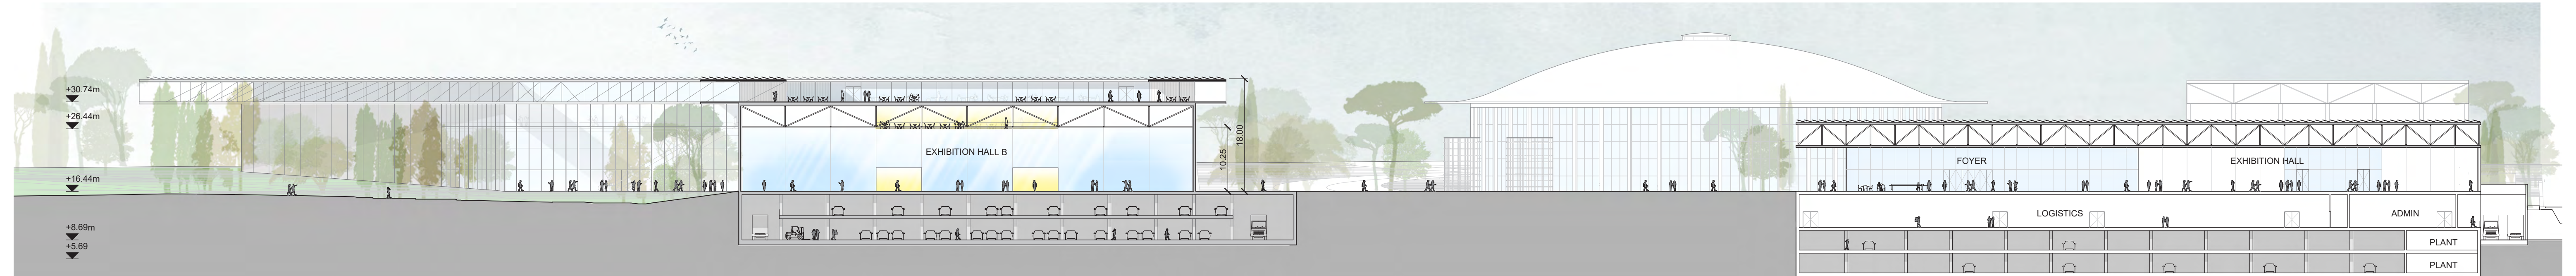 +30.74m
+26.44m
+16.44m
+8.69m
+5.69
EXHIBITION HALL B
10.25
18.00
FOYER
EXHIBITION HALL
LOGISTICS
ADMIN
PLANT
PLANT